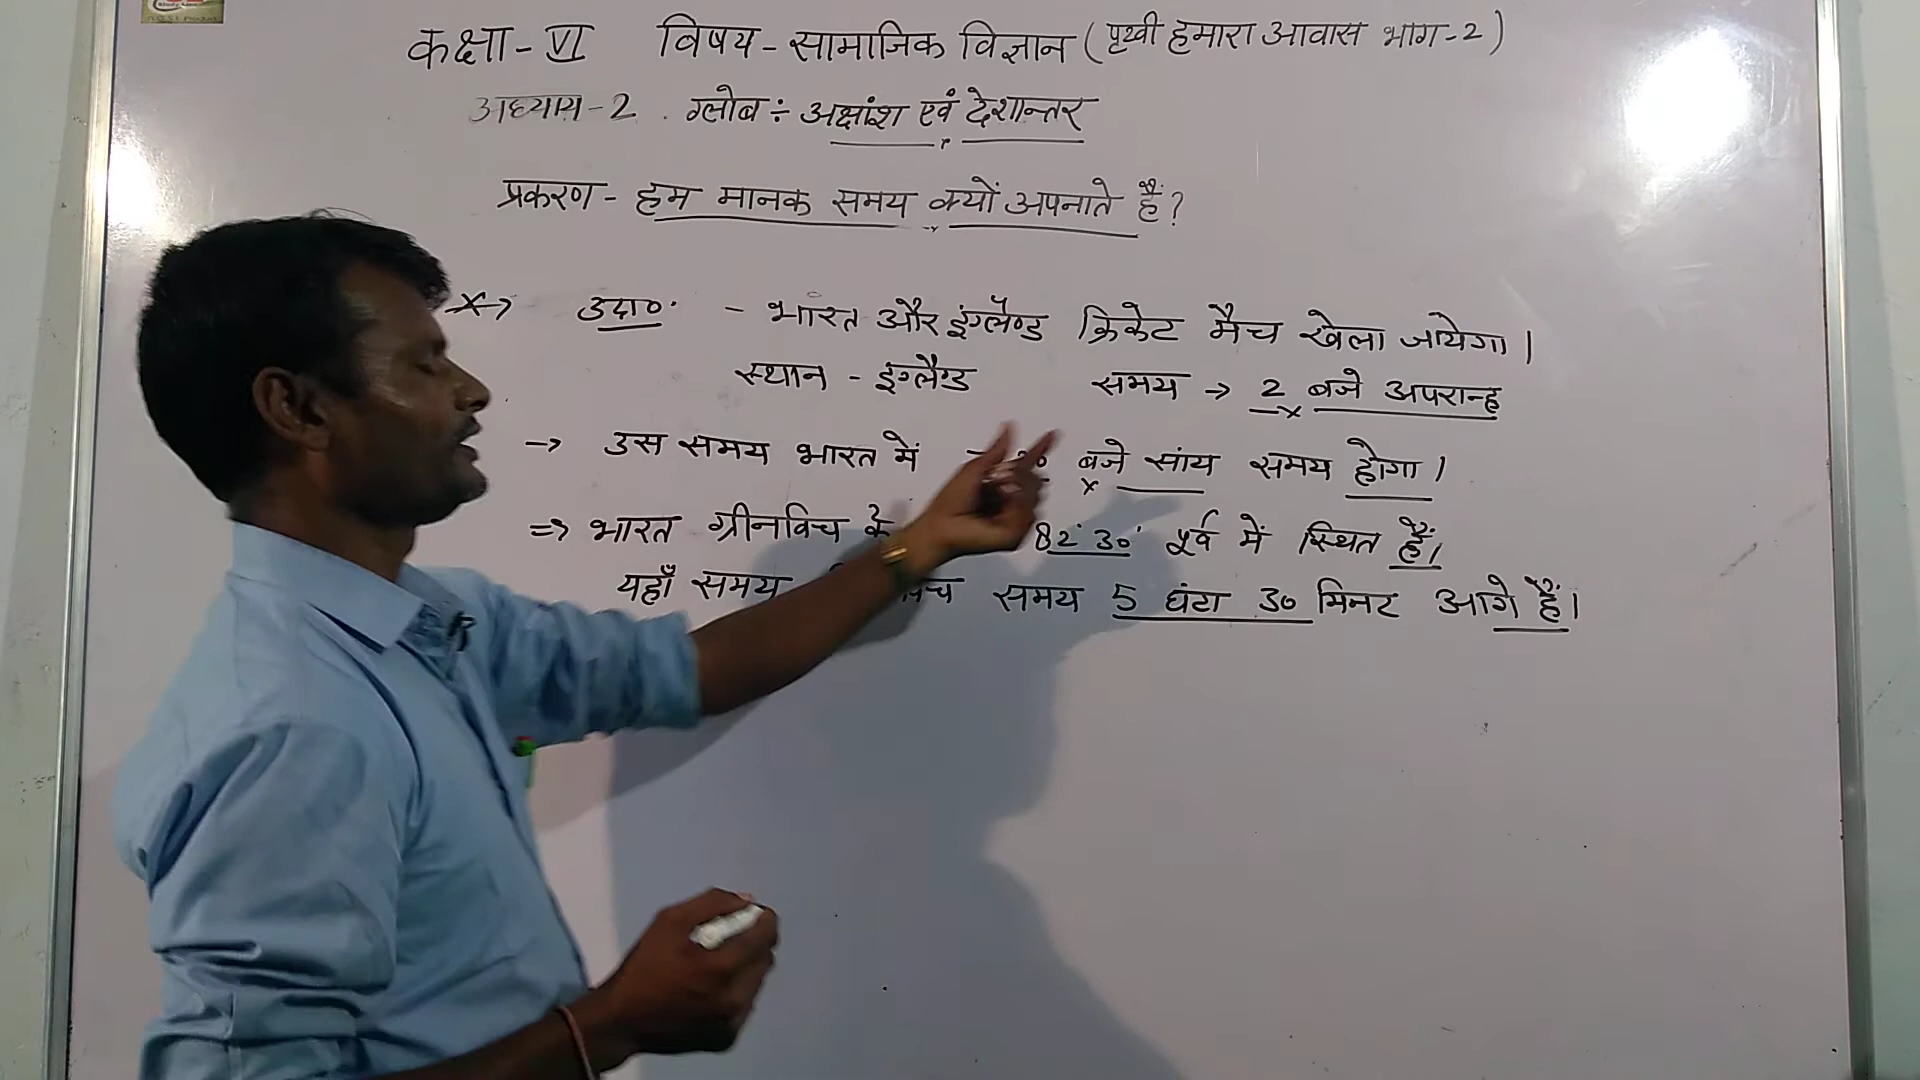 कक्षा - VI विषय - सामाजिक विज्ञान (पृथ्वी हमारा आवास भाग-2)
अध्याय-2. ग्लोब ÷ अक्षांश एवं देशान्तर
प्रकरण - हम मानक समय क्यों अपनाते हैं?
उदा०. - भारत और इंग्लैण्ड क्रिकेट मैच खेला जायेगा।
स्थान - इंग्लैण्ड समय → 2 बजे अपरान्ह
→ उस समय भारत में बजे सांय समय होगा।
⇒ भारत ग्रीनविच के 82° 30' पूर्व में स्थित है।
यहाँ समय समय 5 घंटा 30 मिनट आगे हैं।